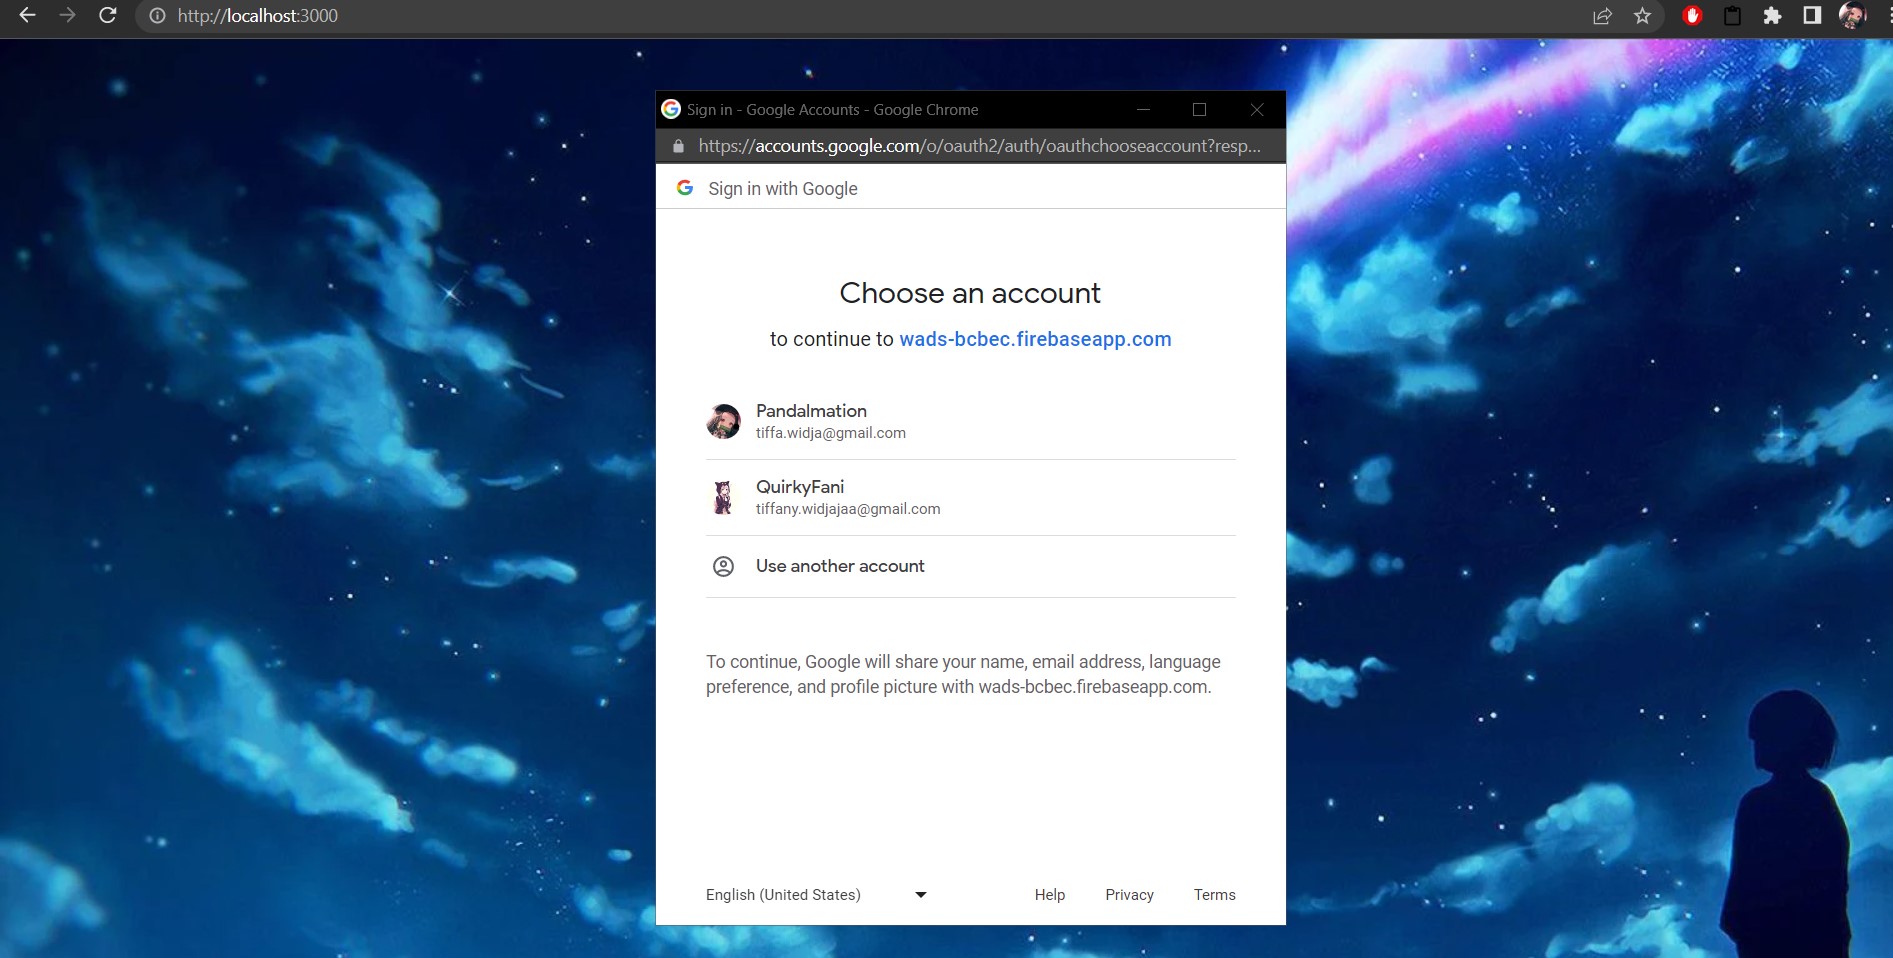 http://localhost:3000
Sign in - Google Accounts - Google Chrome
https://accounts.google.com/o/oauth2/auth/oauthchooseaccount?resp...
Sign in with Google
Choose an account
to continue to wads-bcbec.firebaseapp.com
Pandalmation
tiffa.widja@gmail.com
QuirkyFani
tiffany.widjajaa@gmail.com
Use another account
To continue, Google will share your name, email address, language
preference, and profile picture with wads-bcbec.firebaseapp.com.
English (United States)
Help Privacy Terms